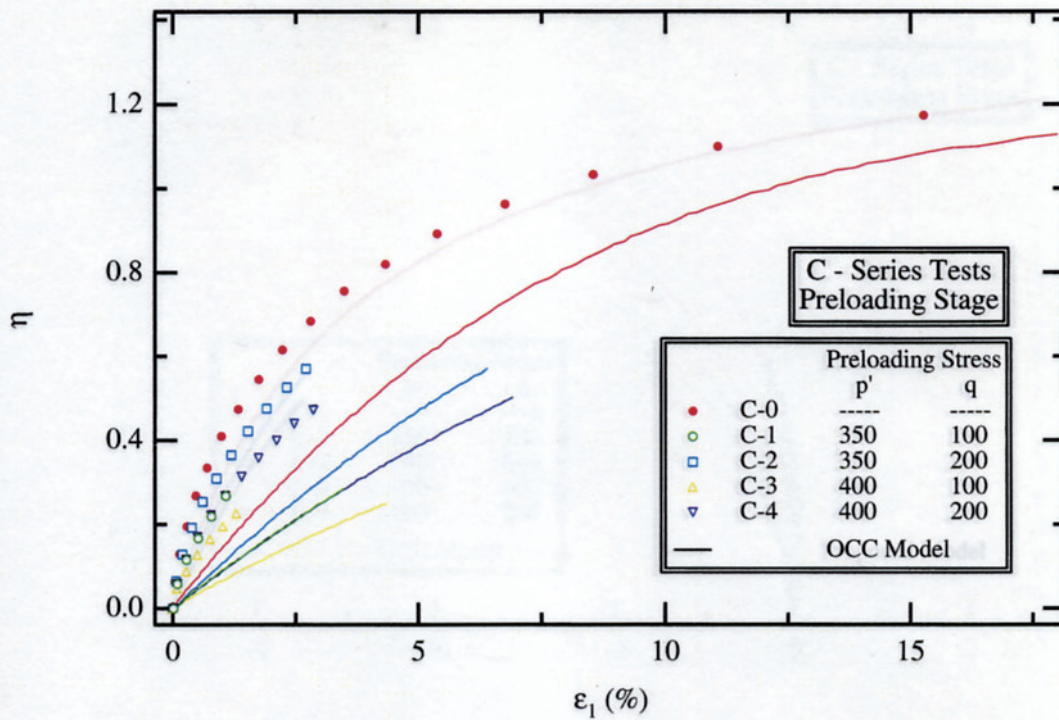 1.2
0.8
0.4
0.0
η
0
5
10
15
ε1 (%)
C - Series Tests
Preloading Stage
Preloading Stress
p' q
C-0 ----- -----
C-1 350 100
C-2 350 200
C-3 400 100
C-4 400 200
OCC Model